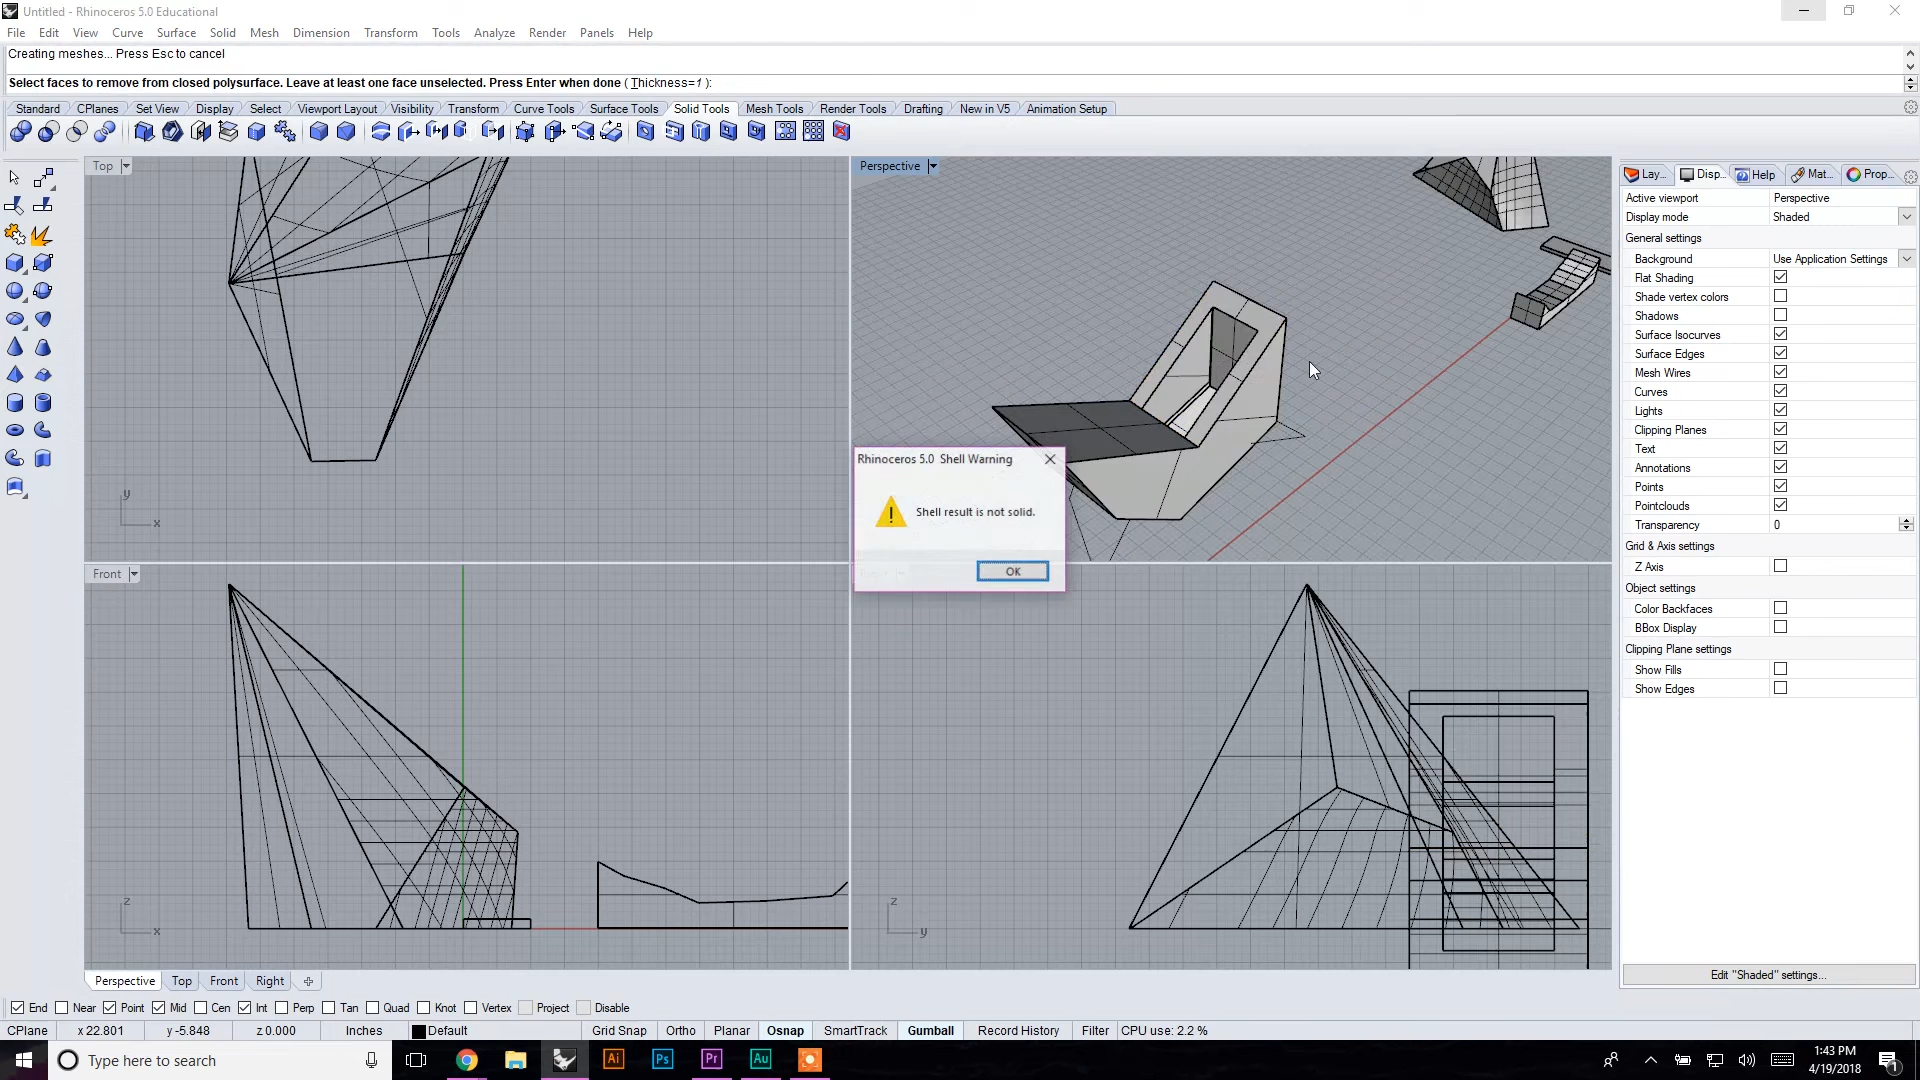 Untitled - Rhinoceros 5.0 Educational
File Edit View Curve Surface Solid Mesh Dimension Transform Tools Analyze Render Panels Help
Creating meshes... Press Esc to cancel
Select faces to remove from closed polysurface. Leave at least one face unselected. Press Enter when done ( Thickness=1 ):
Standard CPlanes Set View Display Select Viewport Layout Visibility Transform Curve Tools Surface Tools Solid Tools Mesh Tools Render Tools Drafting New in V5 Animation Setup
Top
Perspective
Lay... Disp... Help Mat... Prop...
Active viewport Perspective
Display mode Shaded
General settings
Background Use Application Settings
Flat Shading
Shade vertex colors
Shadows
Surface Isocurves
Surface Edges
Mesh Wires
Curves
Lights
Clipping Planes
Text
Annotations
Points
Pointclouds
Transparency 0
Grid & Axis settings
Z Axis
Object settings
Color Backfaces
BBox Display
Clipping Plane settings
Show Fills
Show Edges
Edit "Shaded" settings...
Rhinoceros 5.0 Shell Warning
Shell result is not solid.
OK
y
x
Front
z
x
z
y
Perspective Top Front Right
End Near Point Mid Cen Int Perp Tan Quad Knot Vertex Project Disable
CPlane x 22.801 y -5.848 z 0.000 Inches Default Grid Snap Ortho Planar Osnap SmartTrack Gumball Record History Filter CPU use: 2.2 %
Type here to search
Ai Ps Pr Au
1:43 PM
4/19/2018
1